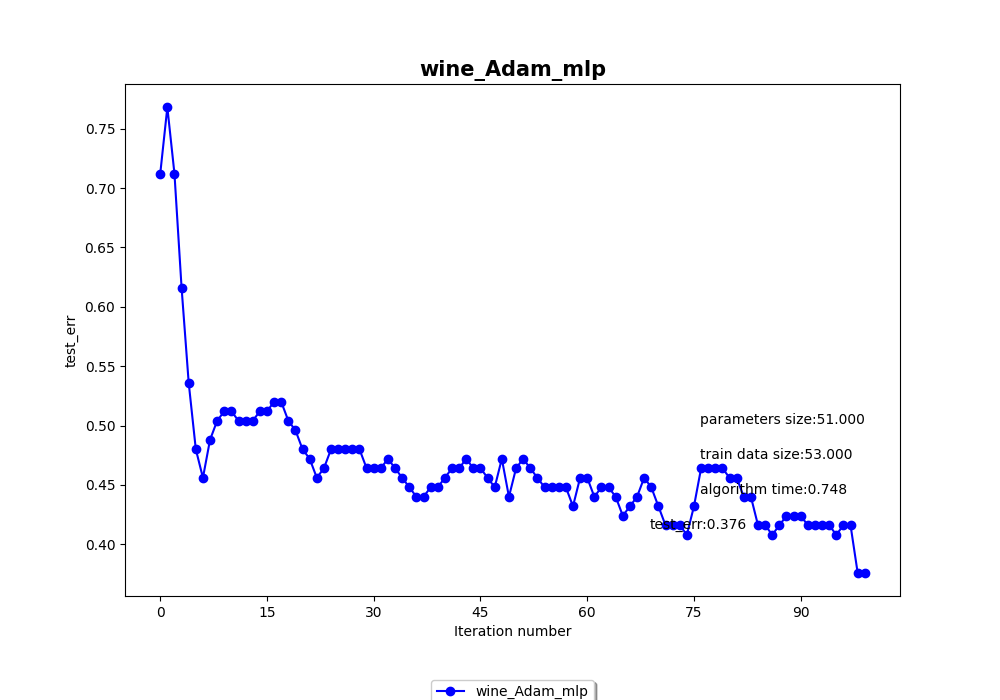 wine_Adam_mlp
test_err
0.75
0.70
0.65
0.60
0.55
0.50
0.45
0.40
parameters size:51.000
train data size:53.000
algorithm time:0.748
test_err:0.376
0 15 30 45 60 75 90
Iteration number
wine_Adam_mlp